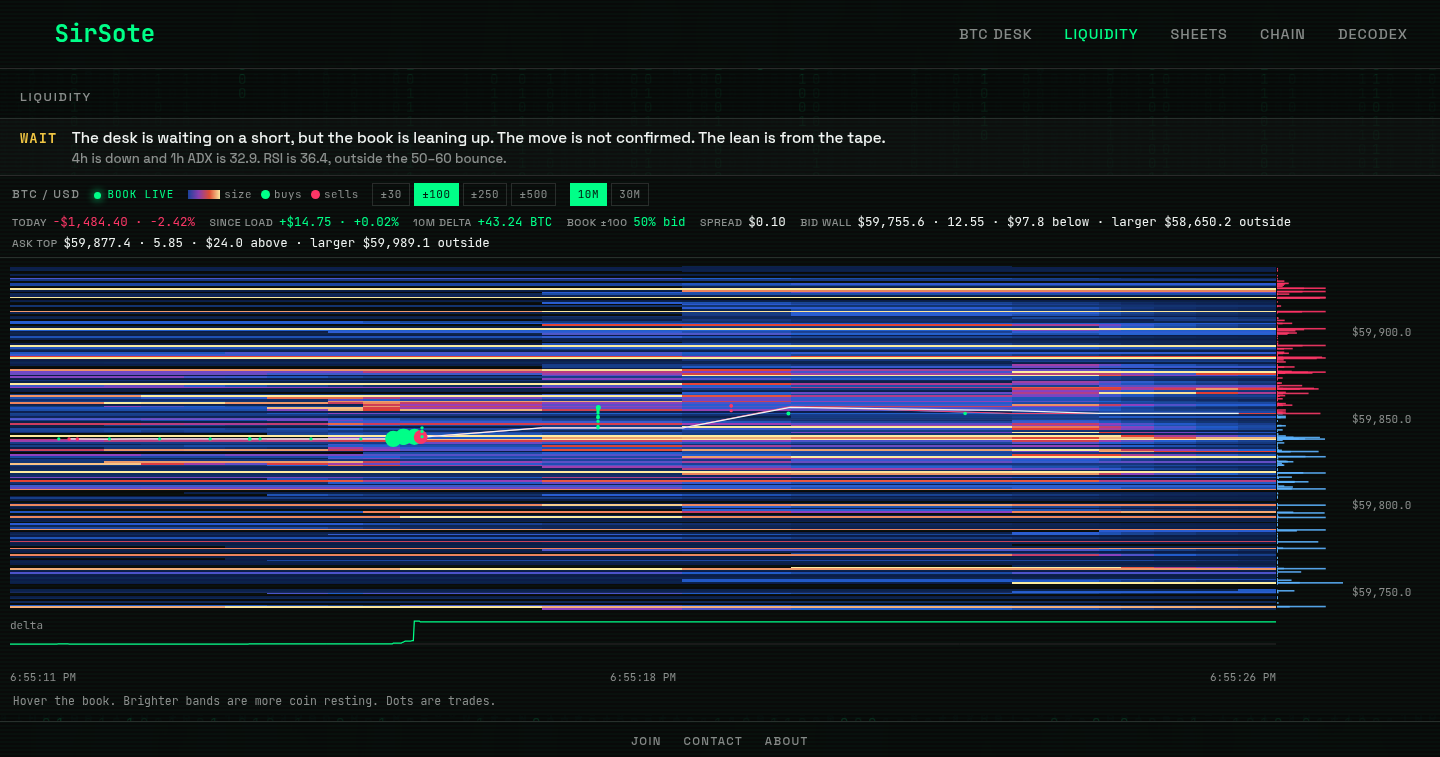 SirSote
BTC DESK LIQUIDITY SHEETS CHAIN DECODEX
LIQUIDITY
WAIT The desk is waiting on a short, but the book is leaning up. The move is not confirmed. The lean is from the tape.
4h is down and 1h ADX is 32.9. RSI is 36.4, outside the 50–60 bounce.
BTC / USD BOOK LIVE size buys sells ±30 ±100 ±250 ±500 10M 30M
TODAY -$1,484.40 · -2.42% SINCE LOAD +$14.75 · +0.02% 10M DELTA +43.24 BTC BOOK ±100 50% bid SPREAD $0.10 BID WALL $59,755.6 · 12.55 · $97.8 below · larger $58,650.2 outside
ASK TOP $59,877.4 · 5.85 · $24.0 above · larger $59,989.1 outside
$59,900.0
$59,850.0
$59,800.0
$59,750.0
delta
6:55:11 PM 6:55:18 PM 6:55:26 PM
Hover the book. Brighter bands are more coin resting. Dots are trades.
JOIN CONTACT ABOUT